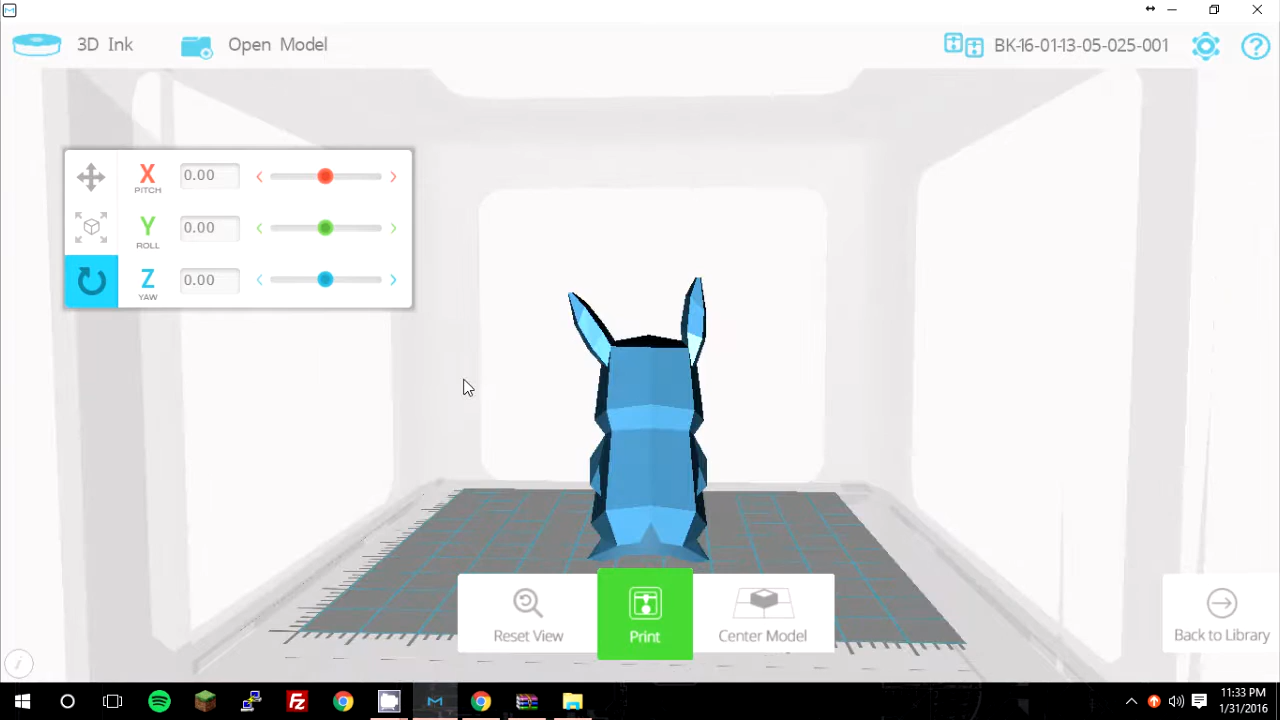 3D Ink
Open Model
BK-16-01-13-05-025-001
X
PITCH
0.00
Y
ROLL
0.00
Z
YAW
0.00
Reset View
Print
Center Model
Back to Library
11:33 PM
1/31/2016